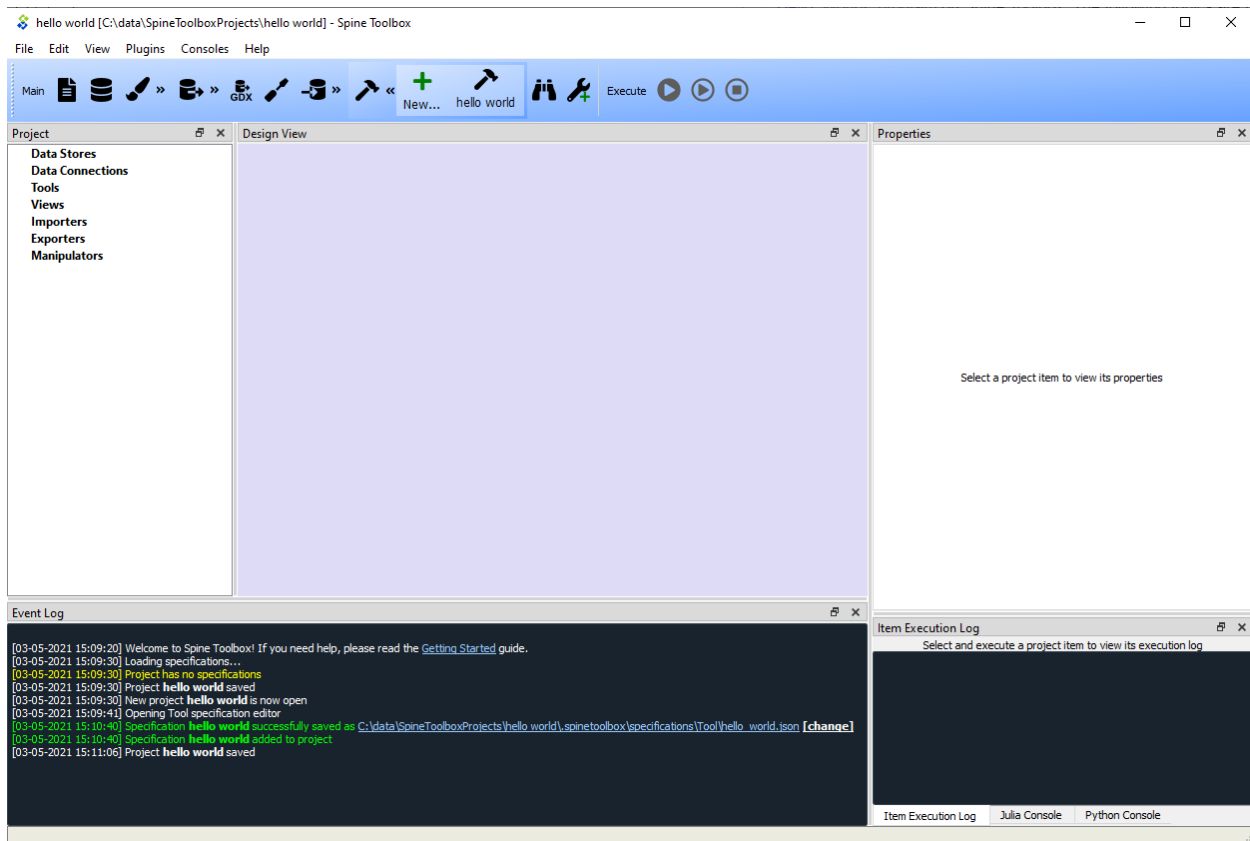 hello world [C:\data\SpineToolboxProjects\hello world] - Spine Toolbox
File Edit View Plugins Consoles Help
Main GDX New... hello world Execute
Project
Data Stores
Data Connections
Tools
Views
Importers
Exporters
Manipulators
Design View
Properties
Select a project item to view its properties
Event Log
[03-05-2021 15:09:20] Welcome to Spine Toolbox! If you need help, please read the Getting Started guide.
[03-05-2021 15:09:30] Loading specifications...
[03-05-2021 15:09:30] Project has no specifications
[03-05-2021 15:09:30] Project hello world saved
[03-05-2021 15:09:30] New project hello world is now open
[03-05-2021 15:09:41] Opening Tool specification editor
[03-05-2021 15:10:40] Specification hello world successfully saved as C:\data\SpineToolboxProjects\hello world\.spinetoolbox\specifications\Tool\hello_world.json [change]
[03-05-2021 15:10:40] Specification hello world added to project
[03-05-2021 15:11:06] Project hello world saved
Item Execution Log
Select and execute a project item to view its execution log
Item Execution Log Julia Console Python Console